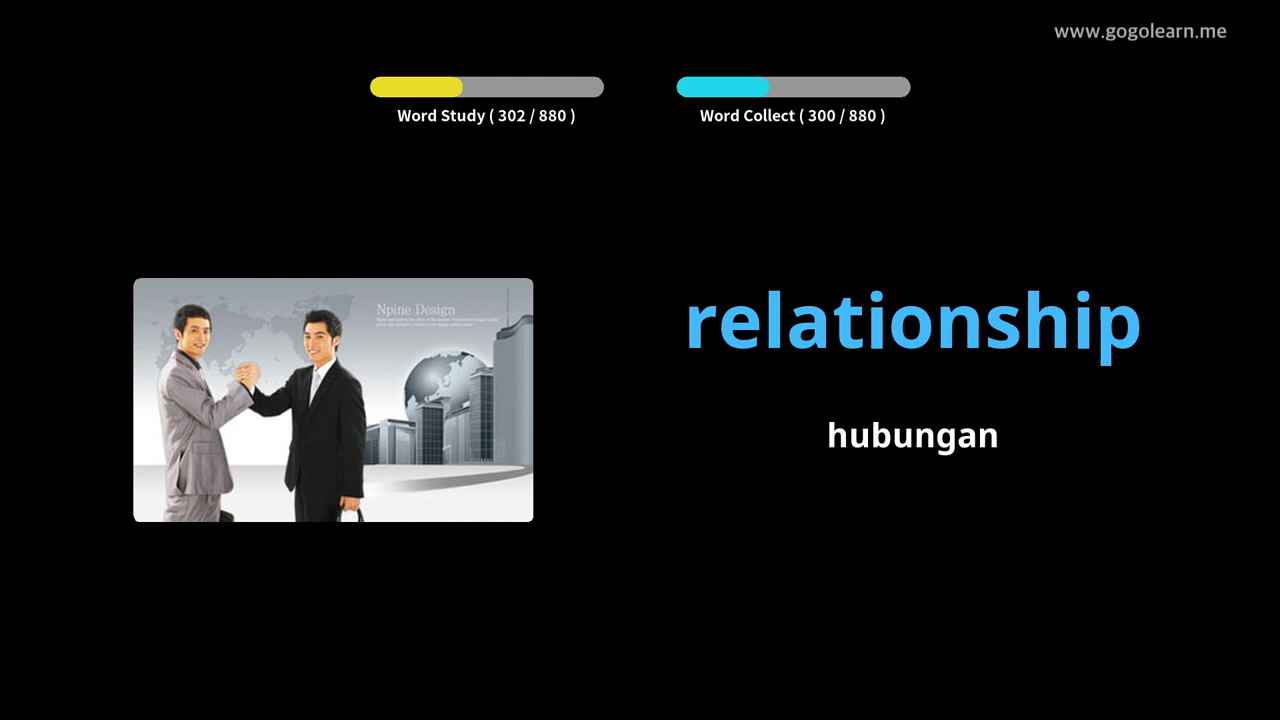 www.gogolearn.me
Word Study ( 302 / 880 )
Word Collect ( 300 / 880 )
Npine Design
relationship
hubungan